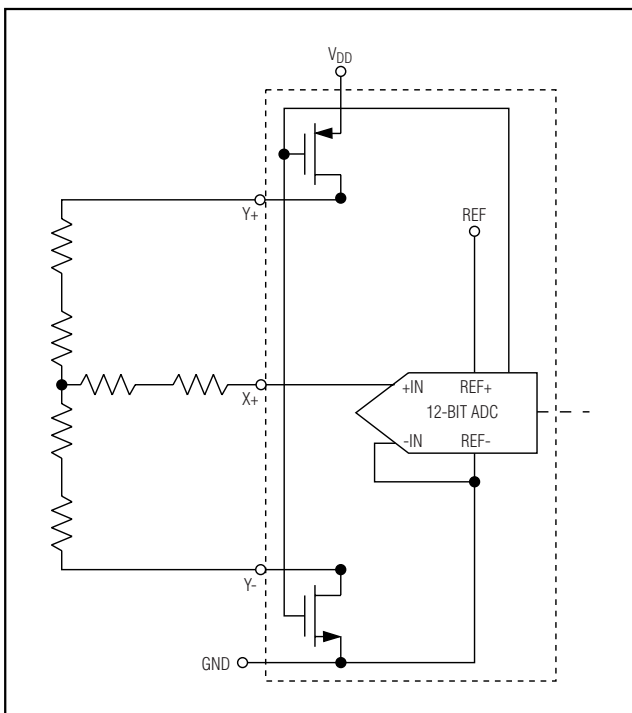 VDD
Y+
REF
X+
+IN REF+
12-BIT ADC
-IN REF-
Y-
GND